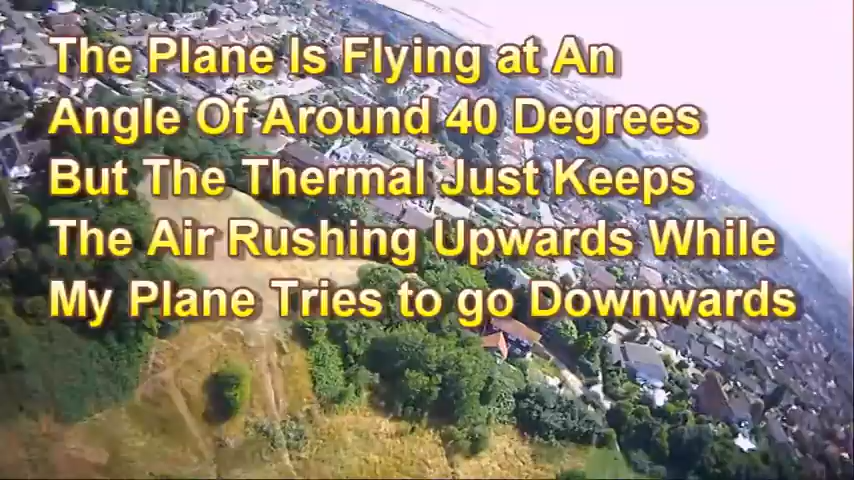 The Plane Is Flying at An
Angle Of Around 40 Degrees
But The Thermal Just Keeps
The Air Rushing Upwards While
My Plane Tries to go Downwards